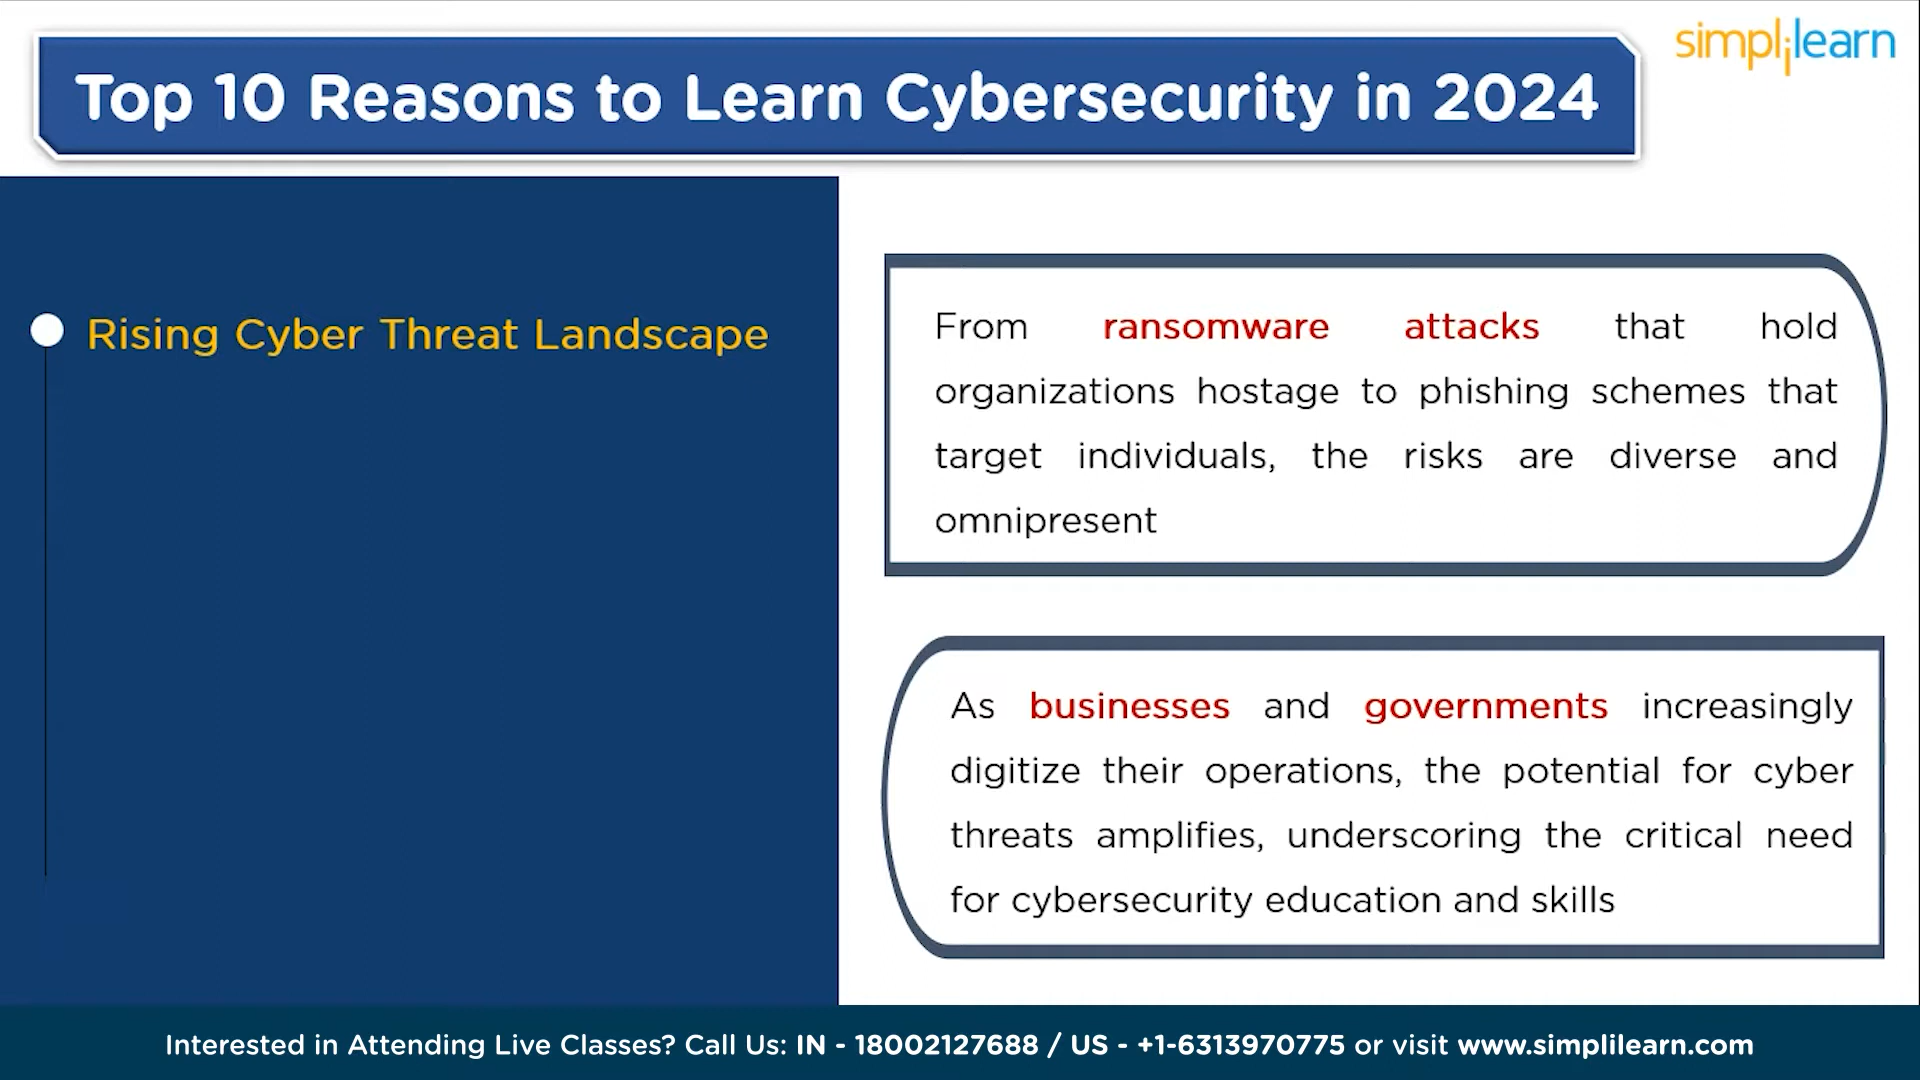 simplilearn
Top 10 Reasons to Learn Cybersecurity in 2024
Rising Cyber Threat Landscape
From ransomware attacks that hold
organizations hostage to phishing schemes that
target individuals, the risks are diverse and
omnipresent
As businesses and governments increasingly
digitize their operations, the potential for cyber
threats amplifies, underscoring the critical need
for cybersecurity education and skills
Interested in Attending Live Classes? Call Us: IN - 18002127688 / US - +1-6313970775 or visit www.simplilearn.com